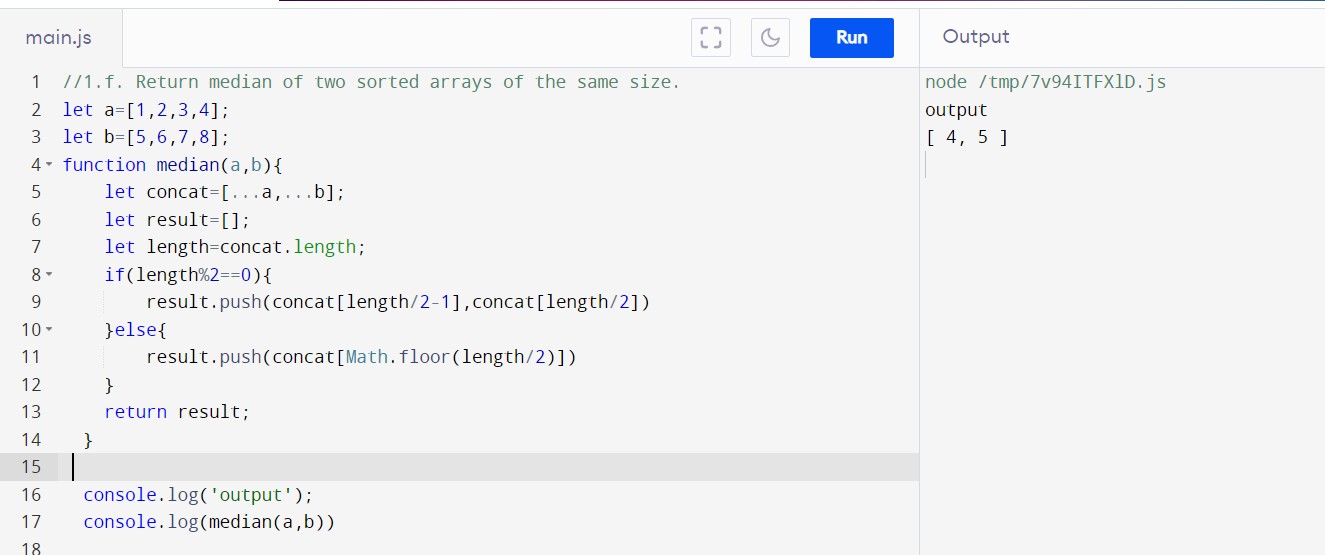 main.js
Run
Output
1 //1.f. Return median of two sorted arrays of the same size.
2 let a=[1,2,3,4];
3 let b=[5,6,7,8];
4 function median(a,b){
5 let concat=[...a,...b];
6 let result=[];
7 let length=concat.length;
8 if(length%2==0){
9 result.push(concat[length/2-1],concat[length/2])
10 }else{
11 result.push(concat[Math.floor(length/2)])
12 }
13 return result;
14 }
15
16 console.log('output');
17 console.log(median(a,b))
18
node /tmp/7v94ITFXlD.js
output
[ 4, 5 ]